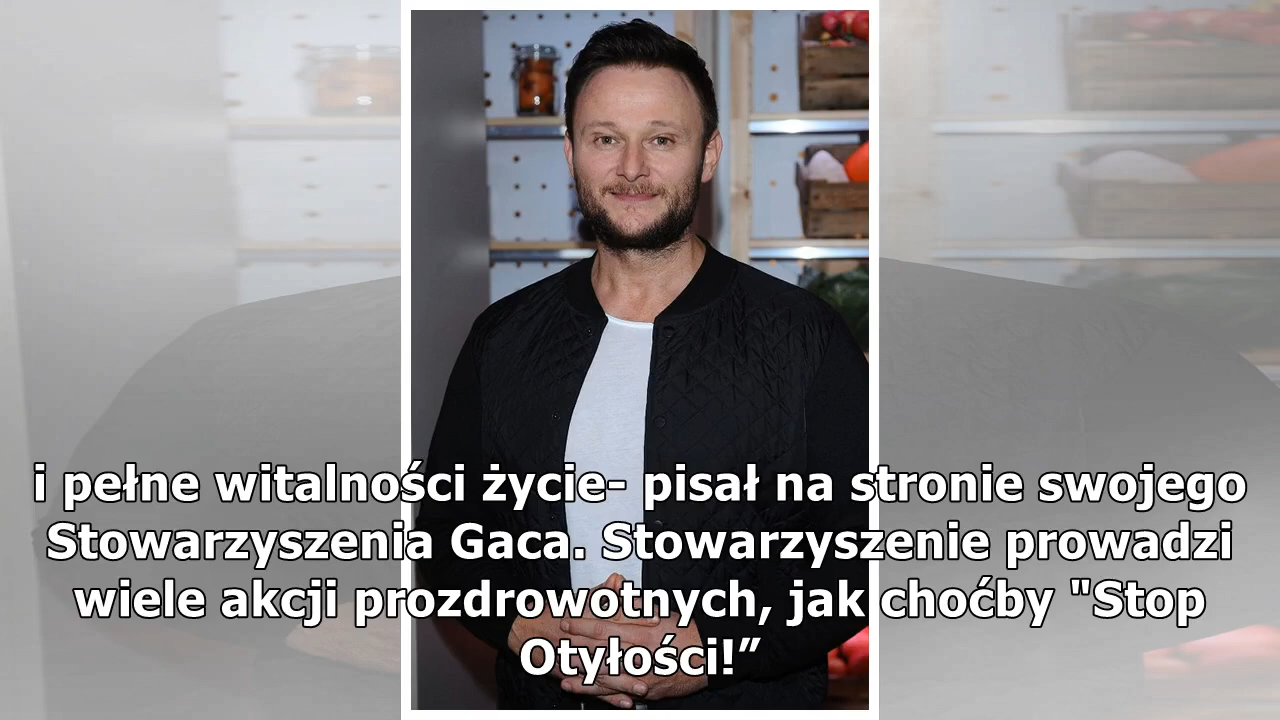 i pełne witalności życie- pisał na stronie swojego
Stowarzyszenia Gaca. Stowarzyszenie prowadzi
wiele akcji prozdrowotnych, jak choćby "Stop
Otyłości!”